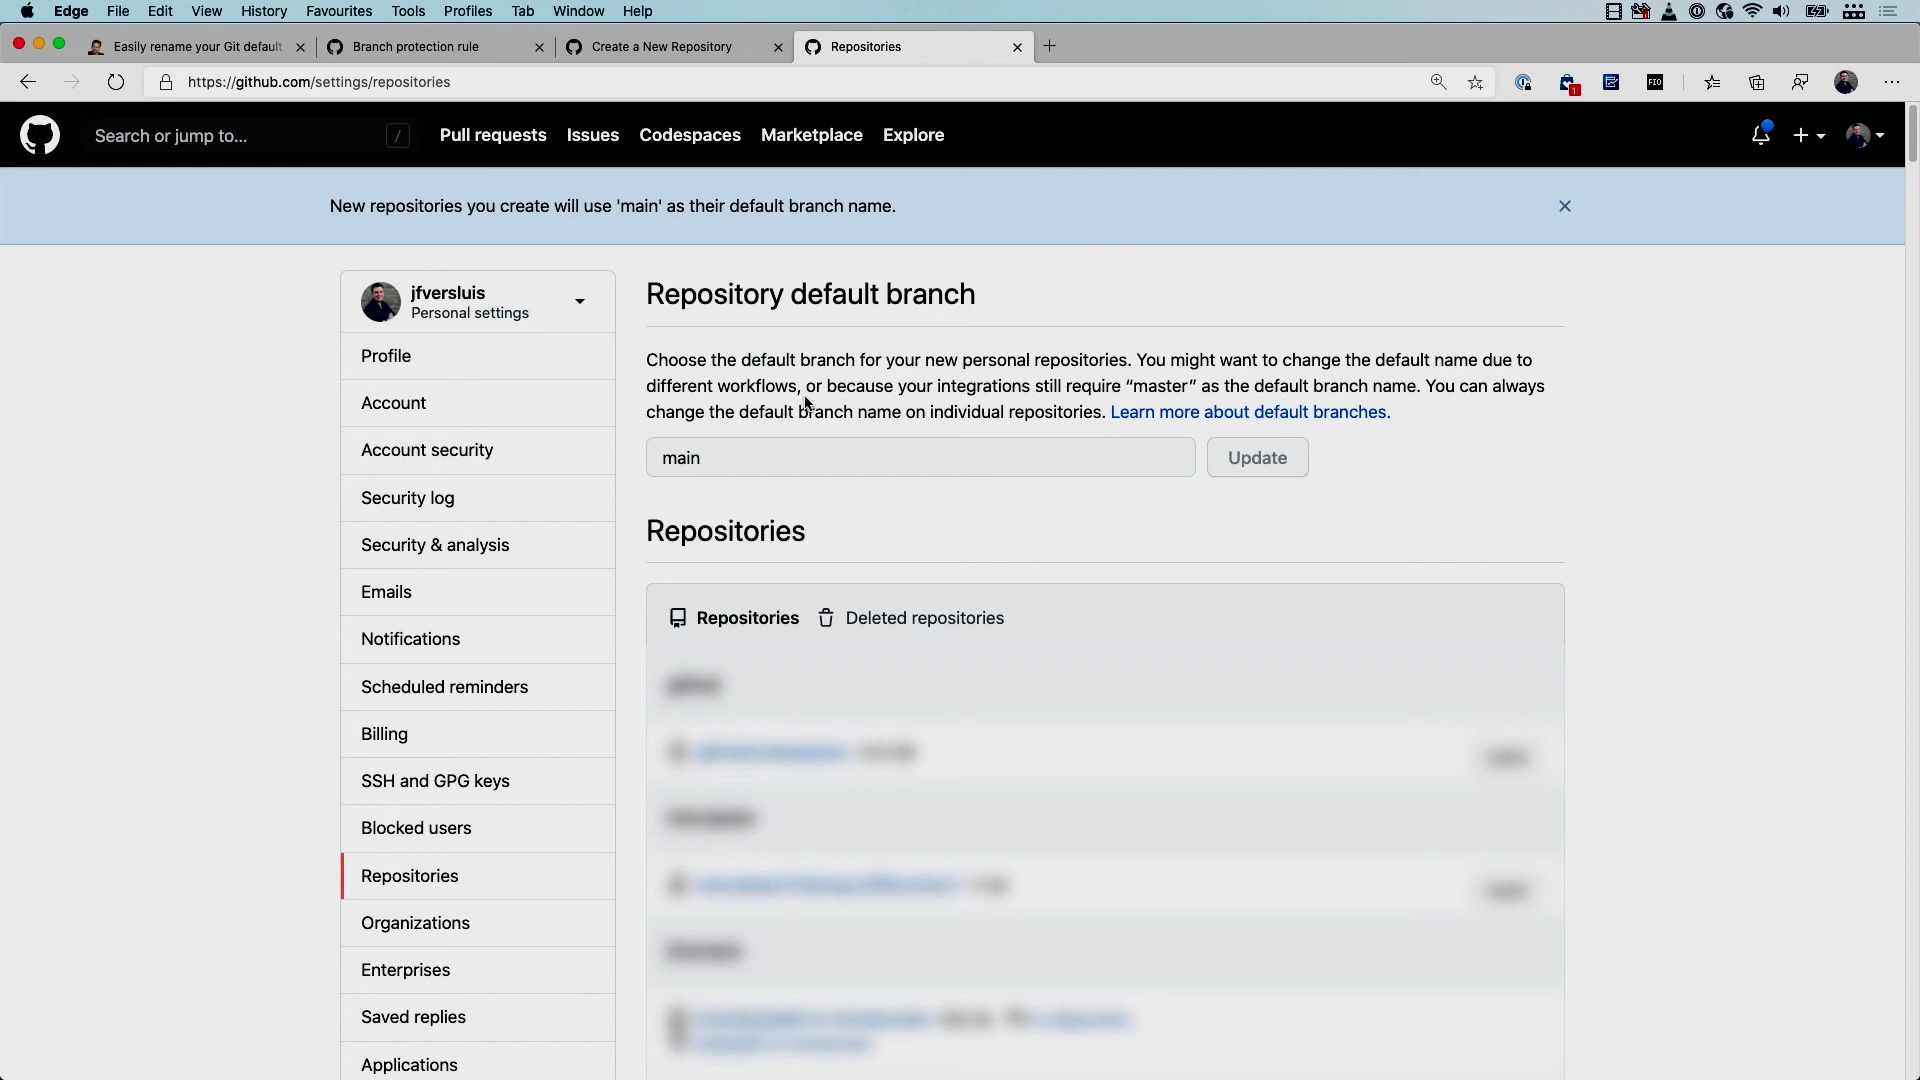 Edge File Edit View History Favourites Tools Profiles Tab Window Help
Easily rename your Git default
Branch protection rule
Create a New Repository
Repositories
https://github.com/settings/repositories
1
FIO
Search or jump to... /
Pull requests Issues Codespaces Marketplace Explore
New repositories you create will use 'main' as their default branch name.
jfversluis
Personal settings
Profile
Account
Account security
Security log
Security & analysis
Emails
Notifications
Scheduled reminders
Billing
SSH and GPG keys
Blocked users
Repositories
Organizations
Enterprises
Saved replies
Applications
Repository default branch
Choose the default branch for your new personal repositories. You might want to change the default name due to
different workflows, or because your integrations still require “master” as the default branch name. You can always
change the default branch name on individual repositories. Learn more about default branches.
main
Update
Repositories
Repositories
Deleted repositories